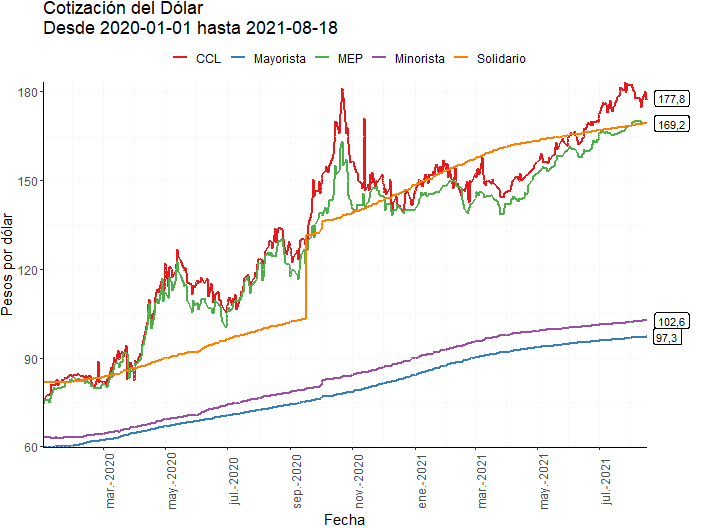 Cotización del Dólar
Desde 2020-01-01 hasta 2021-08-18
CCL Mayorista MEP Minorista Solidario
180
150
120
90
60
Pesos por dólar
177,8
169,2
102,6
97,3
mar.-2020
may.-2020
jul.-2020
sep.-2020
nov.-2020
ene.-2021
mar.-2021
may.-2021
jul.-2021
Fecha